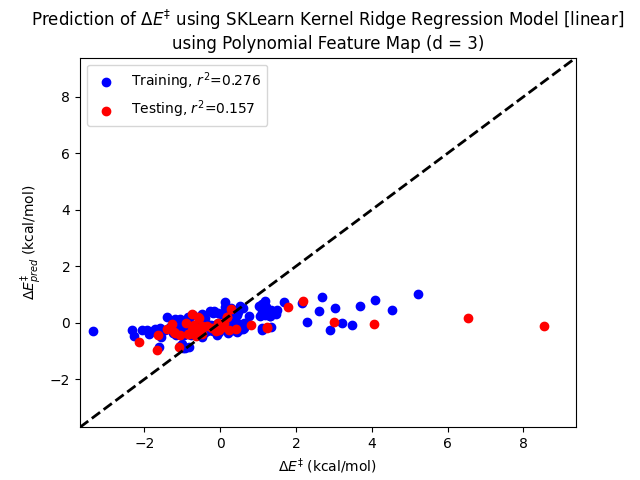 Prediction of ΔE‡ using SKLearn Kernel Ridge Regression Model [linear]
using Polynomial Feature Map (d = 3)
Training, r²=0.276
Testing, r²=0.157
8
6
4
2
0
−2
ΔE‡pred (kcal/mol)
−2 0 2 4 6 8
ΔE‡ (kcal/mol)